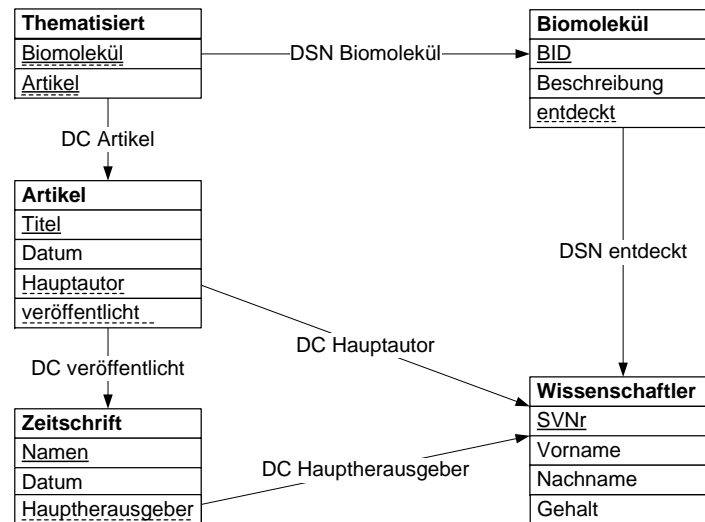 Thematisiert
Biomolekül
Artikel
DSN Biomolekül
Biomolekül
BID
Beschreibung
entdeckt
DC Artikel
Artikel
Titel
Datum
Hauptautor
veröffentlicht
DSN entdeckt
DC Hauptautor
DC veröffentlicht
Zeitschrift
Namen
Datum
Hauptherausgeber
DC Hauptherausgeber
Wissenschaftler
SVNr
Vorname
Nachname
Gehalt